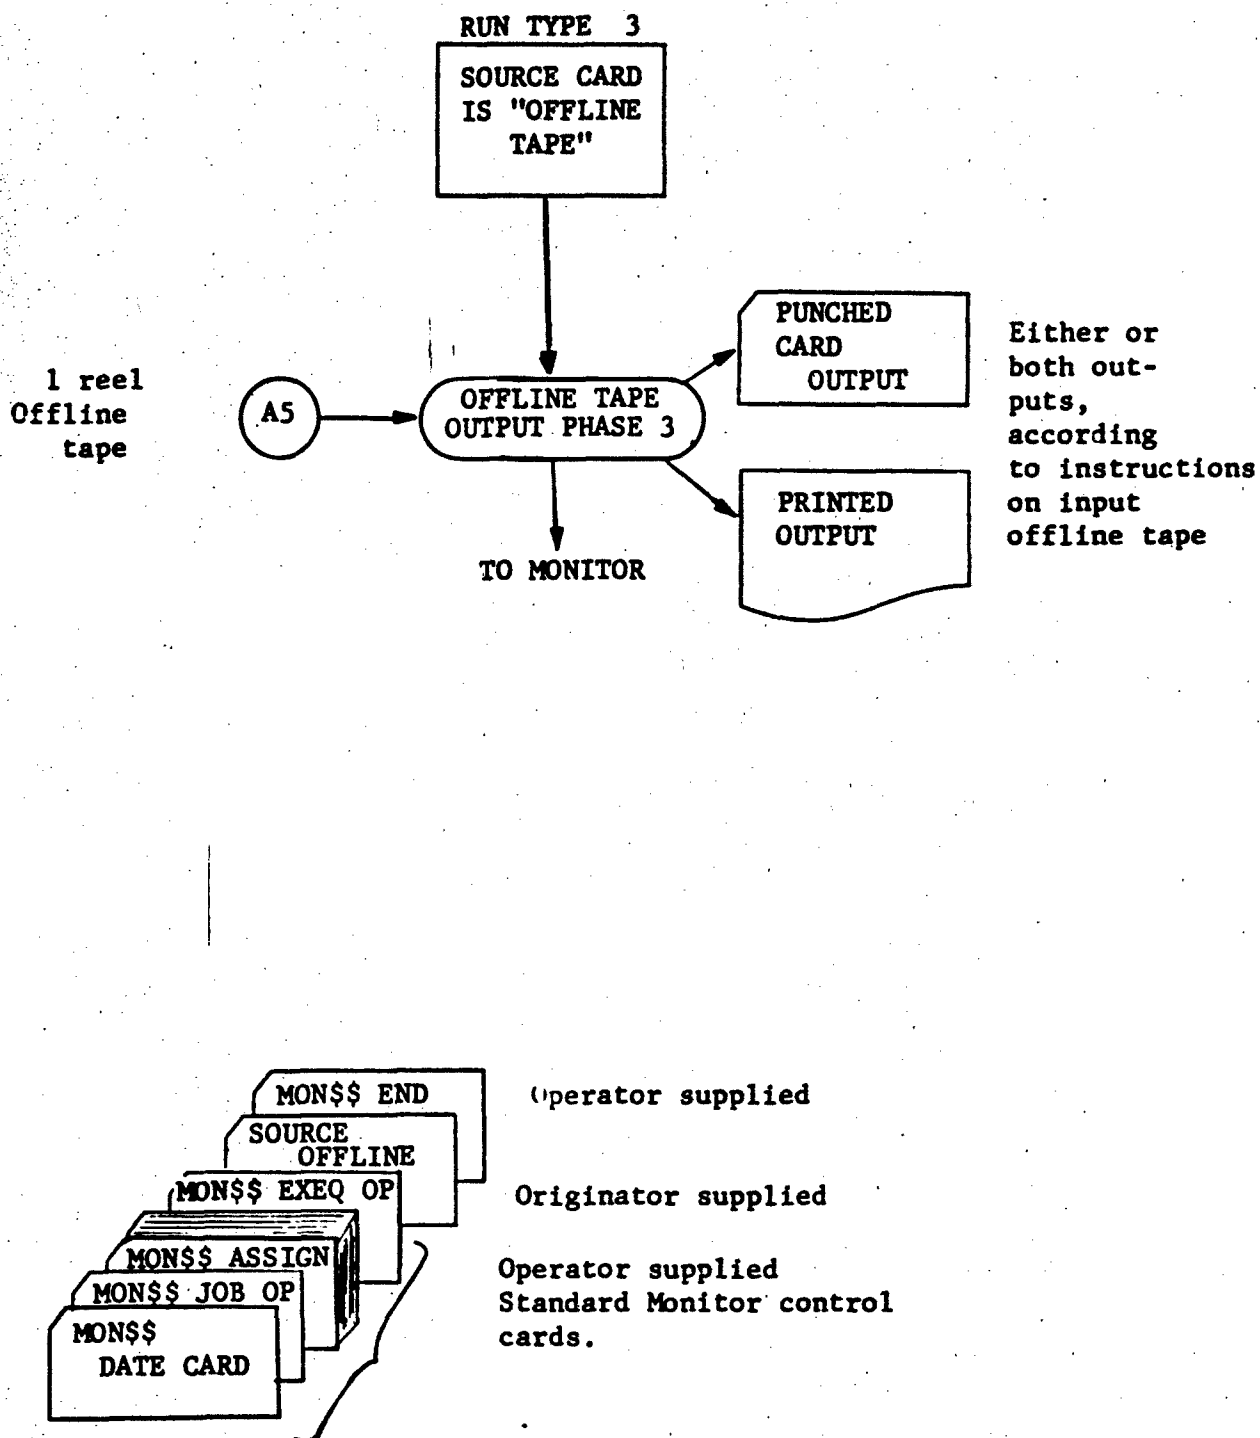 RUN TYPE 3
SOURCE CARD
IS "OFFLINE
TAPE"
1 reel
Offline
tape
A5
OFFLINE TAPE
OUTPUT PHASE 3
PUNCHED
CARD
OUTPUT
PRINTED
OUTPUT
Either or
both out-
puts,
according
to instructions
on input
offline tape
TO MONITOR
MON$$ END
Operator supplied
SOURCE
OFFLINE
MON$$ EXEQ OP
Originator supplied
MON$$ ASSIGN
MON$$ JOB OP
MON$$
DATE CARD
Operator supplied
Standard Monitor control
cards.